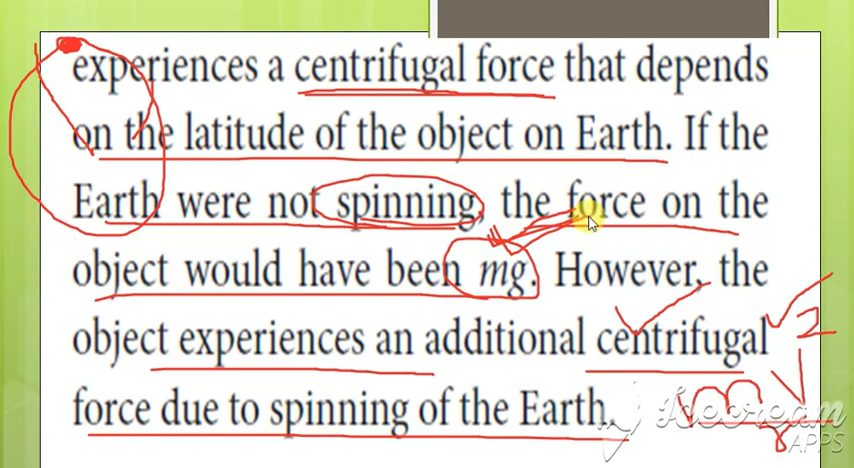 experiences a centrifugal force that depends
on the latitude of the object on Earth. If the
Earth were not spinning, the force on the
object would have been mg. However, the
object experiences an additional centrifugal
force due to spinning of the Earth.
mv²
r
Icecream
APPS